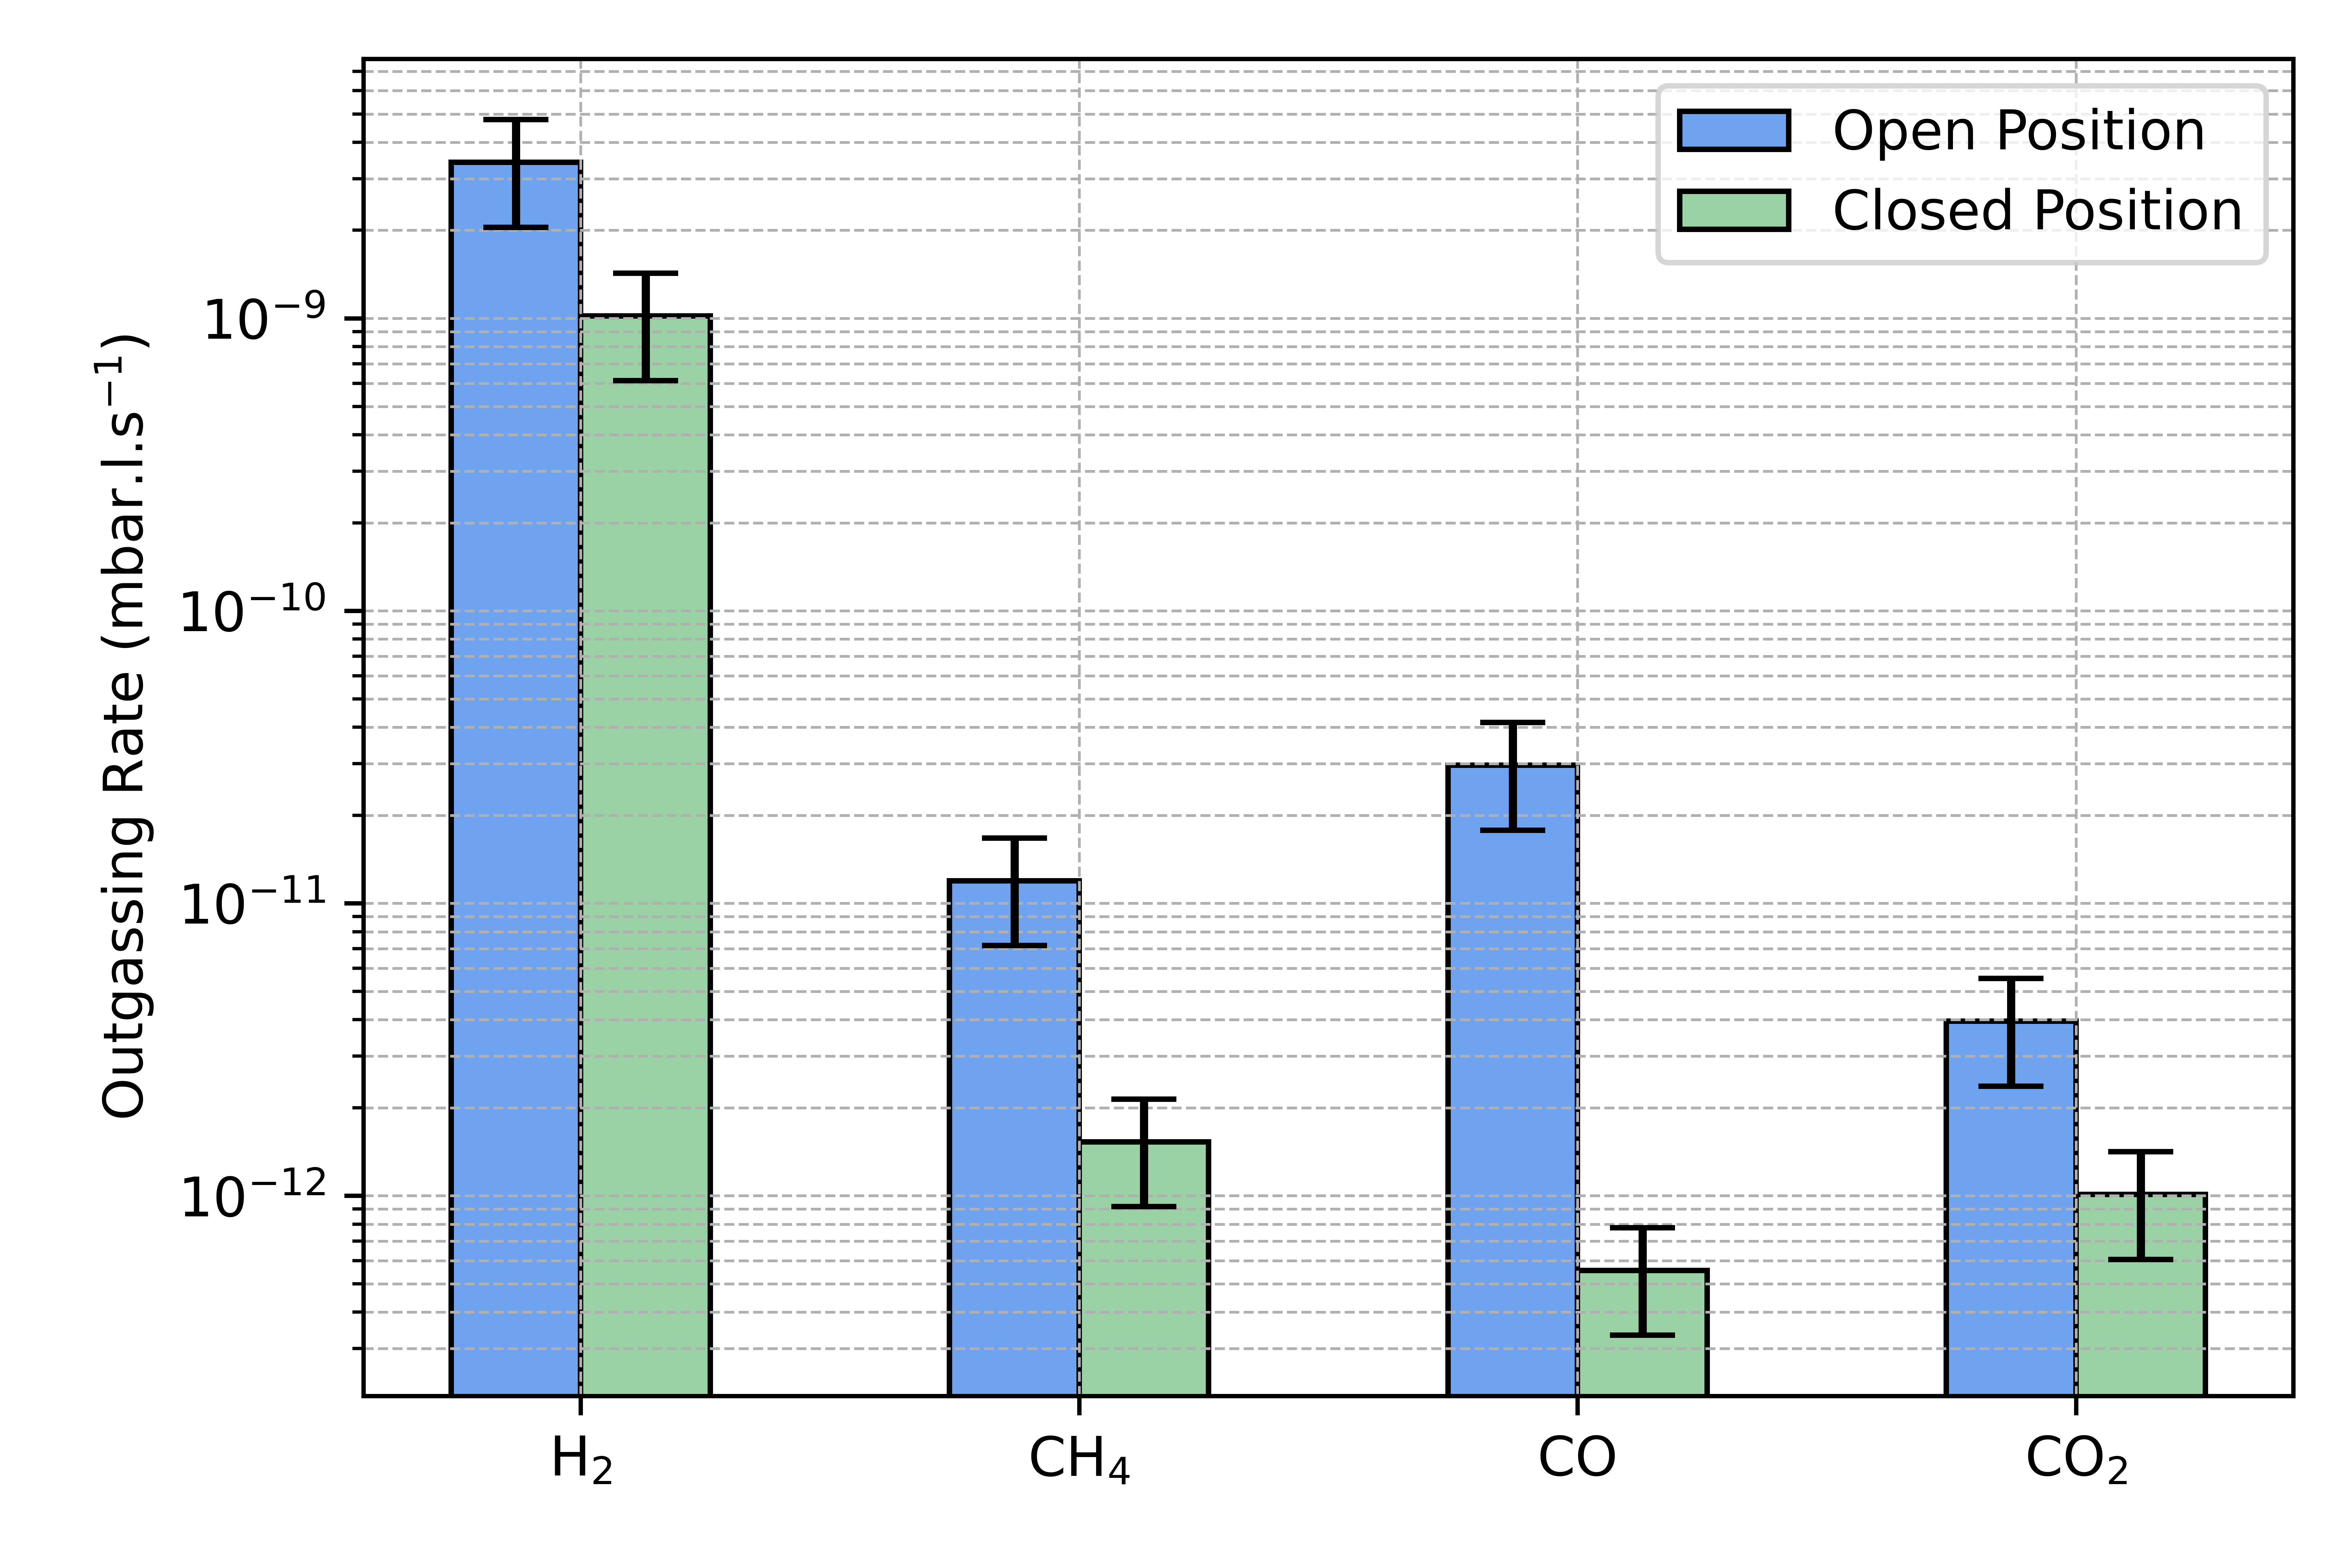 Open Position
Closed Position
Outgassing Rate (mbar.l.s⁻¹)
10⁻⁹
10⁻¹⁰
10⁻¹¹
10⁻¹²
H₂ CH₄ CO CO₂